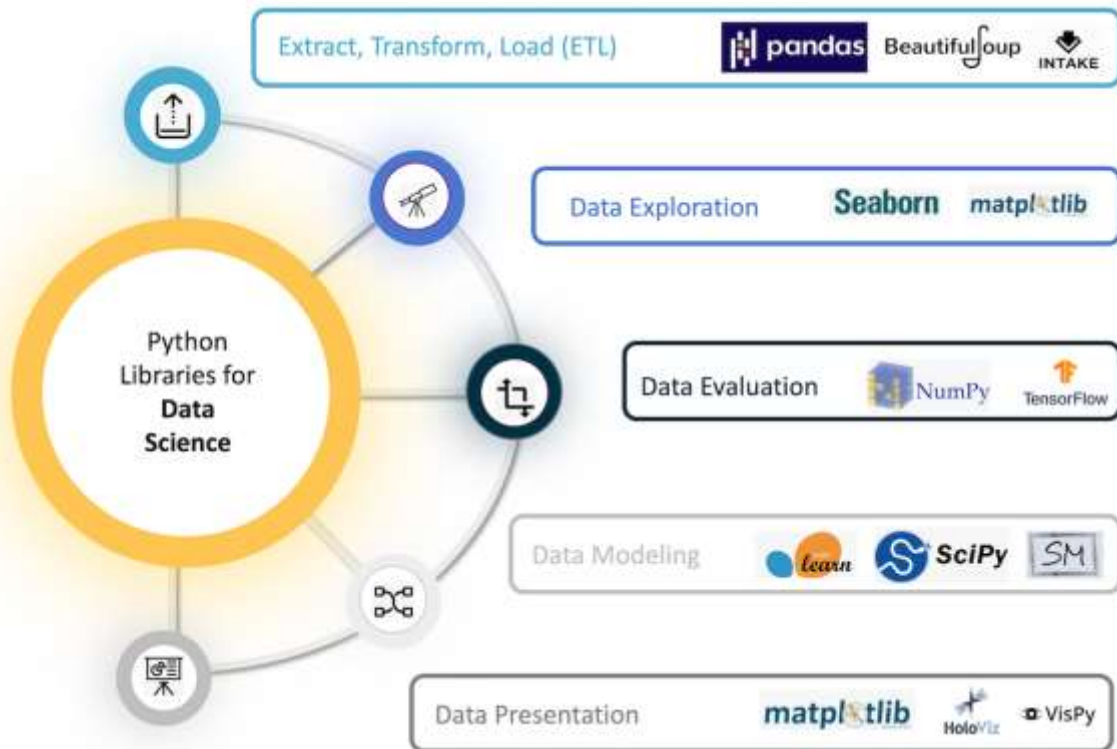 Extract, Transform, Load (ETL)
pandas
BeautifulSoup
INTAKE
Data Exploration
Seaborn
matplotlib
Python
Libraries for
Data
Science
Data Evaluation
NumPy
TensorFlow
Data Modeling
learn
SciPy
SM
Data Presentation
matplotlib
HoloViz
VisPy